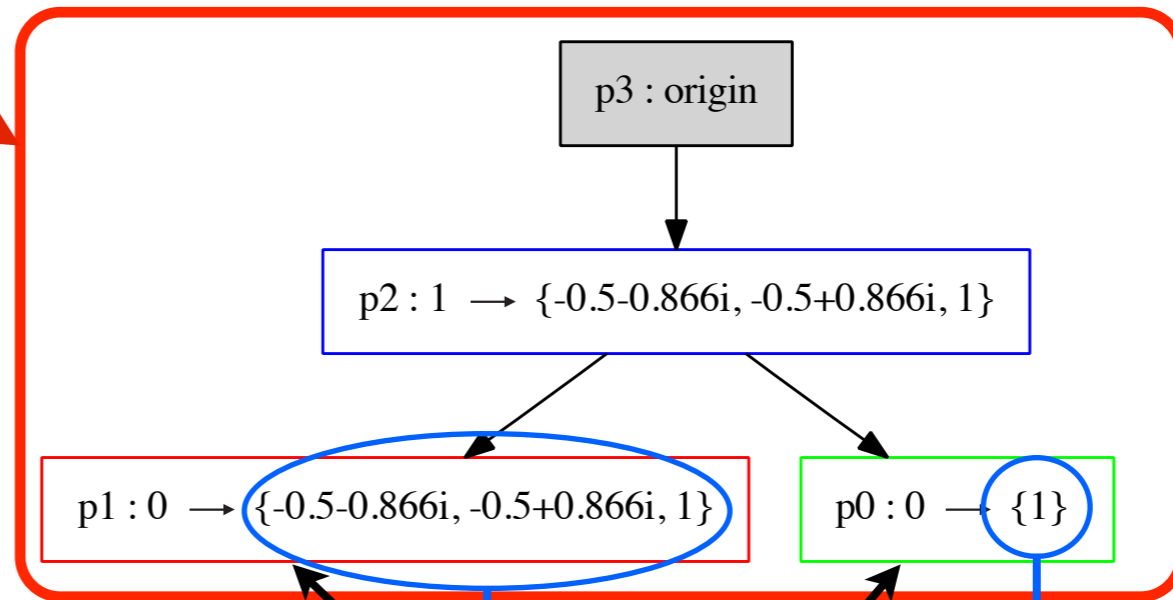 p3 : origin
p2 : 1 → {-0.5-0.866i, -0.5+0.866i, 1}
p1 : 0 → {-0.5-0.866i, -0.5+0.866i, 1}
p0 : 0 → {1}